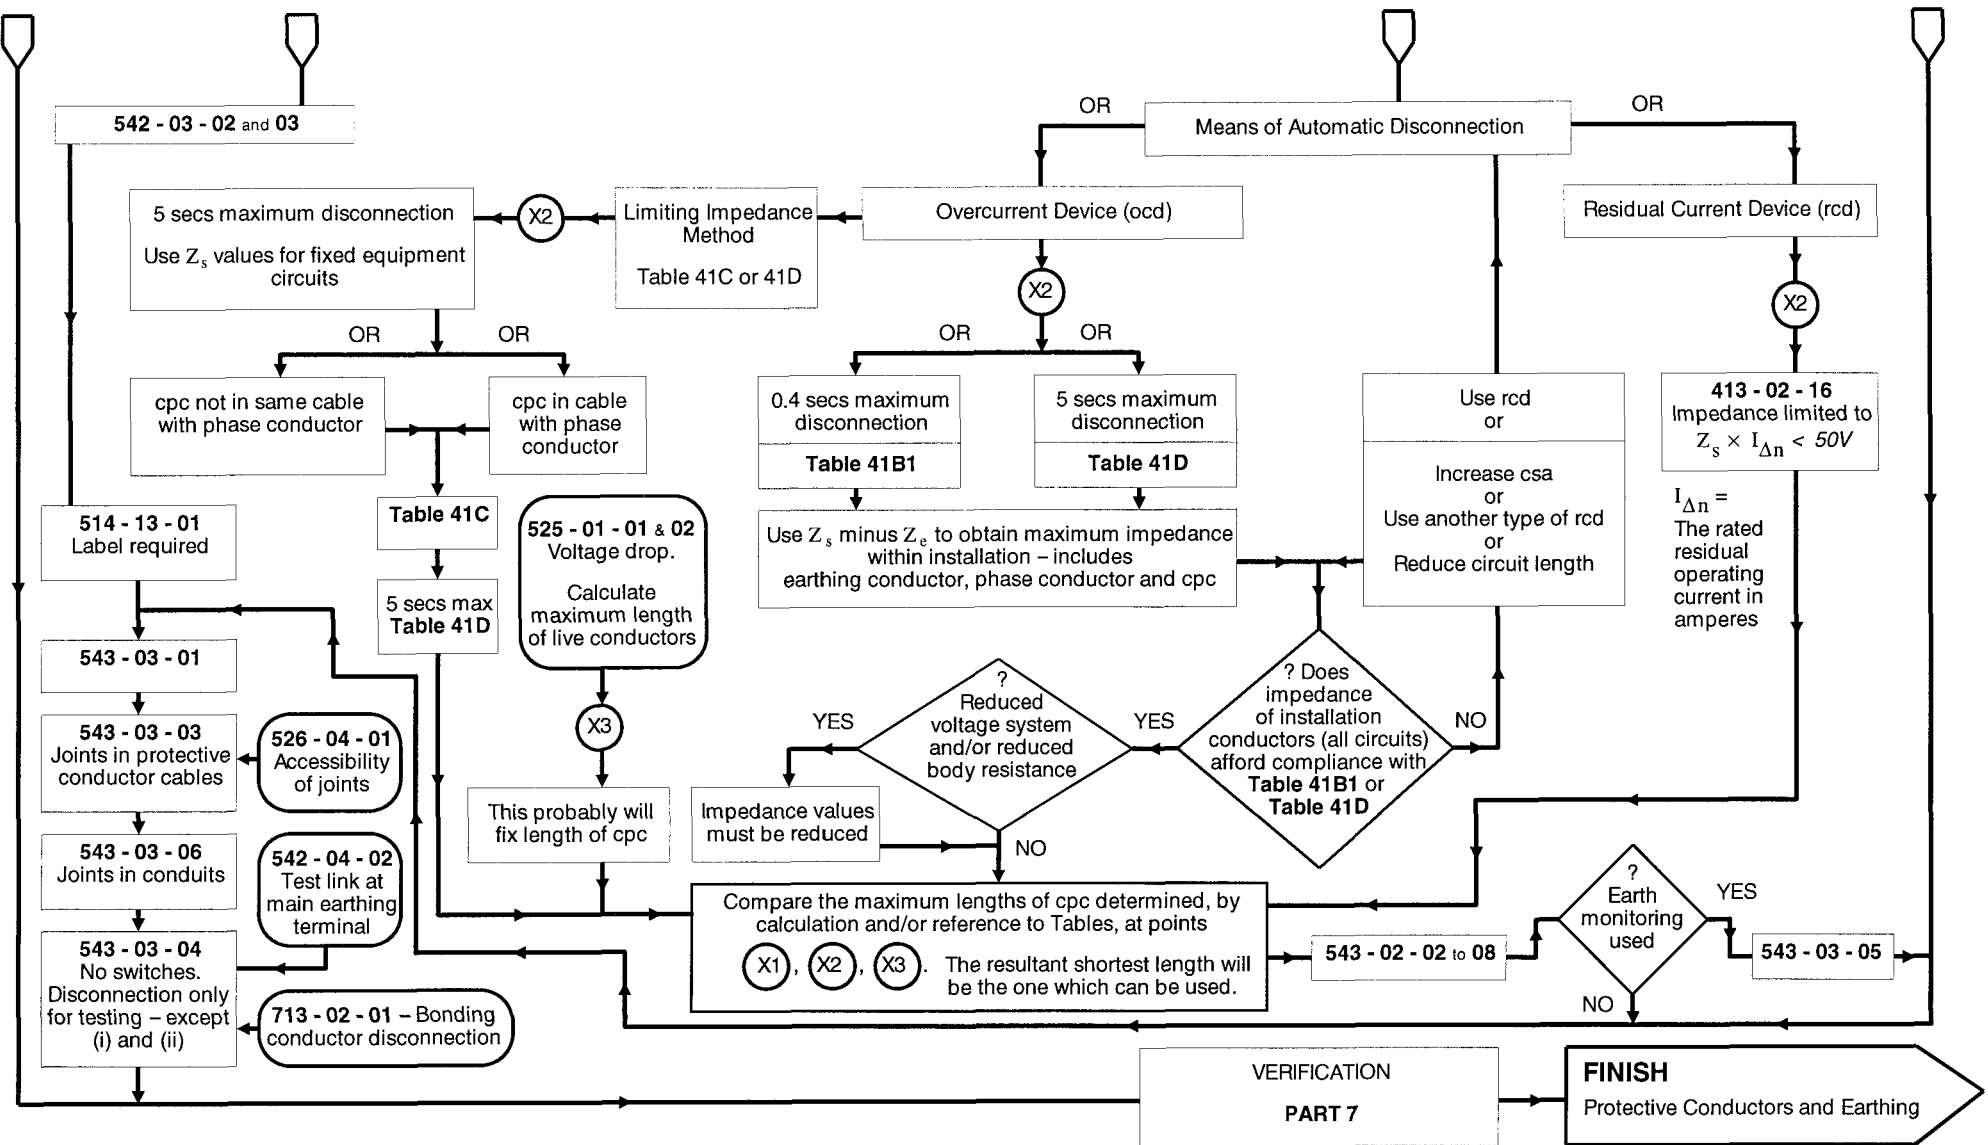 542 - 03 - 02 and 03
OR
Means of Automatic Disconnection
OR
5 secs maximum disconnection
Use Zs values for fixed equipment
circuits
X2
Limiting Impedance
Method
Table 41C or 41D
Overcurrent Device (ocd)
Residual Current Device (rcd)
X2
X2
OR
OR
OR
OR
cpc not in same cable
with phase conductor
cpc in cable
with phase
conductor
0.4 secs maximum
disconnection
Table 41B1
5 secs maximum
disconnection
Table 41D
Use rcd
or
Increase csa
or
Use another type of rcd
or
Reduce circuit length
413 - 02 - 16
Impedance limited to
Zs × IΔn < 50V
IΔn =
The rated
residual
operating
current in
amperes
514 - 13 - 01
Label required
Table 41C
5 secs max
Table 41D
525 - 01 - 01 & 02
Voltage drop.
Calculate
maximum length
of live conductors
Use Zs minus Ze to obtain maximum impedance
within installation – includes
earthing conductor, phase conductor and cpc
543 - 03 - 01
543 - 03 - 03
Joints in protective
conductor cables
526 - 04 - 01
Accessibility
of joints
X3
This probably will
fix length of cpc
YES
?
Reduced
voltage system
and/or reduced
body resistance
YES
? Does
impedance
of installation
conductors (all circuits)
afford compliance with
Table 41B1 or
Table 41D
NO
Impedance values
must be reduced
NO
543 - 03 - 06
Joints in conduits
542 - 04 - 02
Test link at
main earthing
terminal
543 - 03 - 04
No switches.
Disconnection only
for testing – except
(i) and (ii)
713 - 02 - 01 – Bonding
conductor disconnection
Compare the maximum lengths of cpc determined, by
calculation and/or reference to Tables, at points
X1, X2, X3. The resultant shortest length will
be the one which can be used.
543 - 02 - 02 to 08
?
Earth
monitoring
used
YES
543 - 03 - 05
NO
VERIFICATION
PART 7
FINISH
Protective Conductors and Earthing